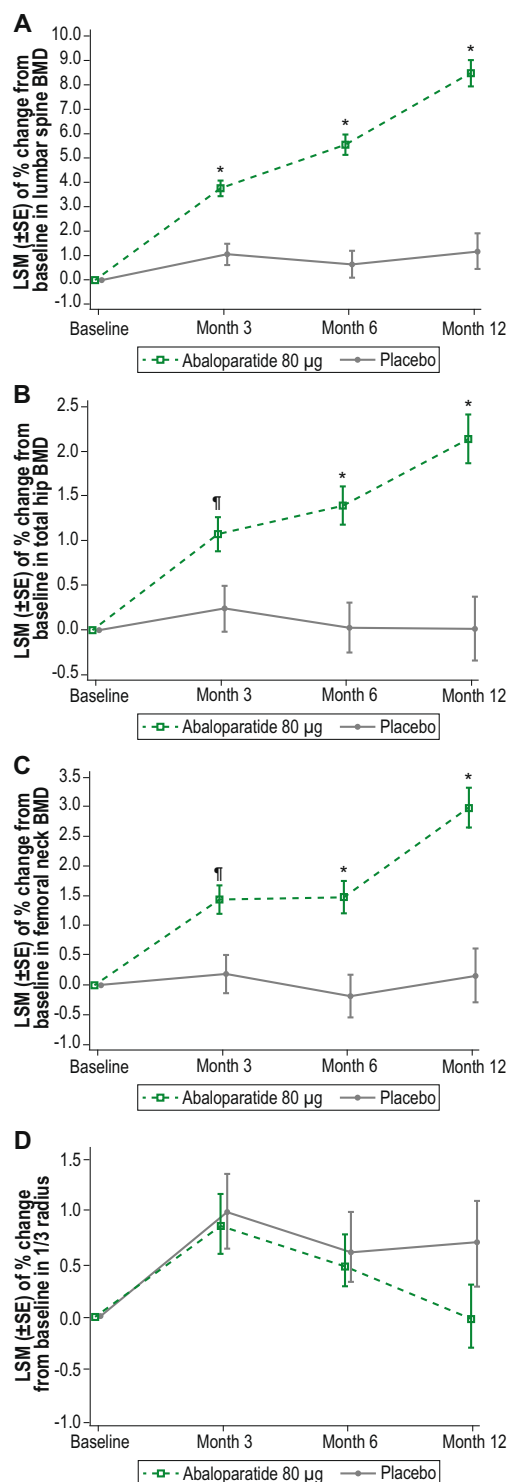 A
LSM (±SE) of % change from
baseline in lumbar spine BMD
10.0
9.0
8.0
7.0
6.0
5.0
4.0
3.0
2.0
1.0
0.0
-1.0
*
*
*
Baseline
Month 3
Month 6
Month 12
Abaloparatide 80 µg
Placebo
B
LSM (±SE) of % change from
baseline in total hip BMD
2.5
2.0
1.5
1.0
0.5
0.0
-0.5
¶
*
*
Baseline
Month 3
Month 6
Month 12
Abaloparatide 80 µg
Placebo
C
LSM (±SE) of % change from
baseline in femoral neck BMD
3.5
3.0
2.5
2.0
1.5
1.0
0.5
0.0
-0.5
-1.0
¶
*
*
Baseline
Month 3
Month 6
Month 12
Abaloparatide 80 µg
Placebo
D
LSM (±SE) of % change
from baseline in 1/3 radius
1.5
1.0
0.5
0.0
-0.5
-1.0
Baseline
Month 3
Month 6
Month 12
Abaloparatide 80 µg
Placebo